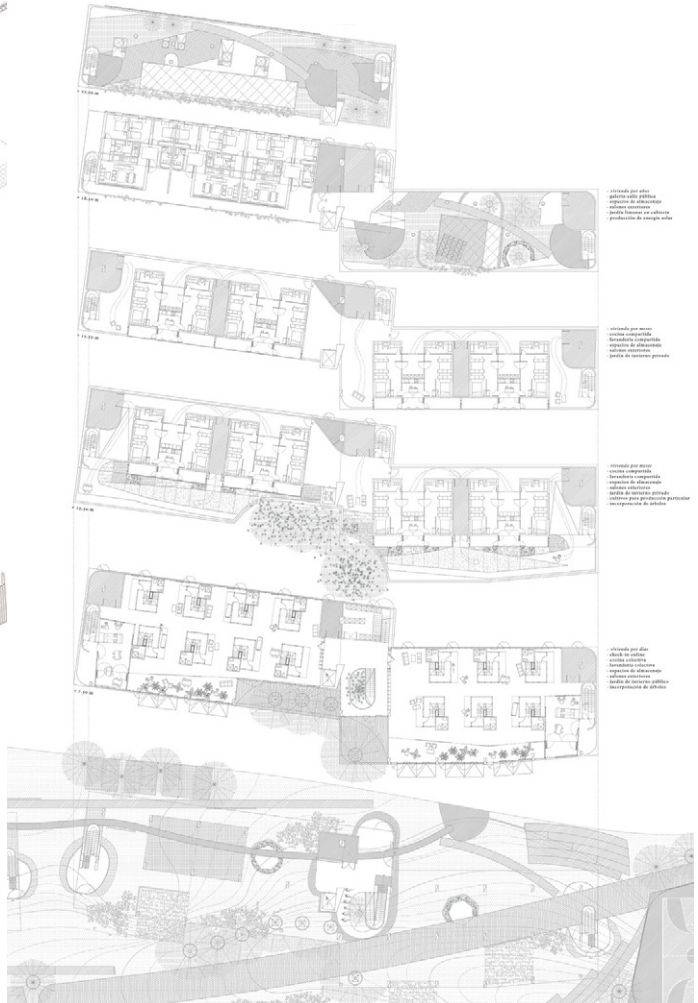 - vivienda por años
- galería-calle pública
- espacios de almacenaje
- salones exteriores
- jardín limonar en cubierta
- producción de energía solar
- vivienda por meses
- cocina compartida
- lavandería compartida
- espacios de almacenaje
- salones exteriores
- jardín de invierno privado
- vivienda por meses
- cocina compartida
- lavandería compartida
- espacios de almacenaje
- salones exteriores
- jardín de invierno privado
- cultivos para producción particular
- incorporación de árboles
- vivienda por días
- check-in online
- cocina colectiva
- lavandería colectiva
- espacios de almacenaje
- salones exteriores
- jardín de invierno público
- incorporación de árboles